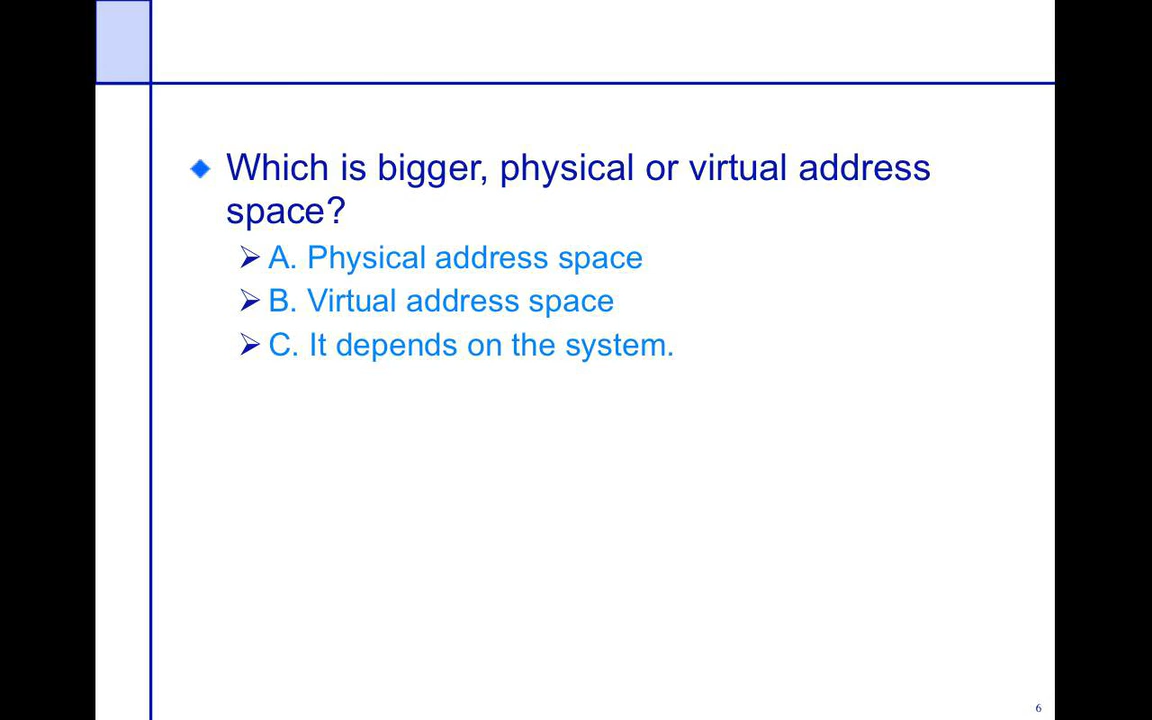 Which is bigger, physical or virtual address
space?
A. Physical address space
B. Virtual address space
C. It depends on the system.
6